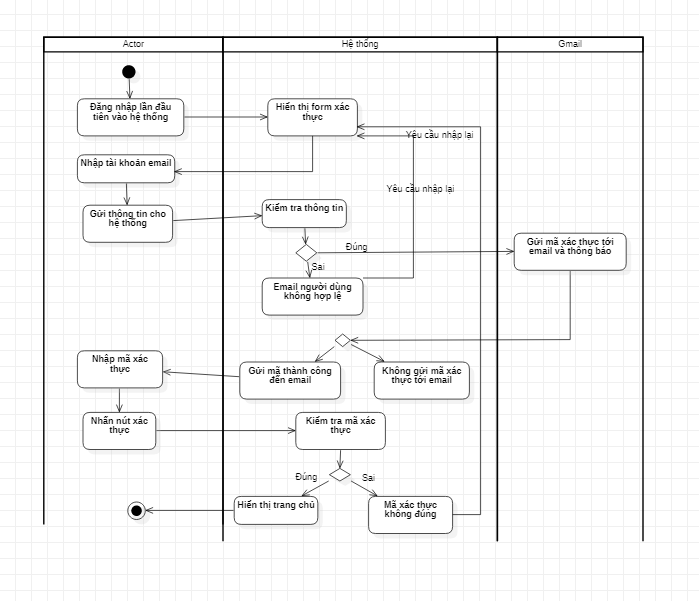 Actor
Hệ thống
Gmail
Đăng nhập lần đầu
tiên vào hệ thống
Hiển thị form xác
thực
Yêu cầu nhập lại
Nhập tài khoản email
Yêu cầu nhập lại
Gửi thông tin cho
hệ thống
Kiểm tra thông tin
Đúng
Gửi mã xác thực tới
email và thông báo
Sai
Email người dùng
không hợp lệ
Nhập mã xác
thực
Gửi mã thành công
đến email
Không gửi mã xác
thực tới email
Nhấn nút xác
thực
Kiểm tra mã xác
thực
Đúng
Sai
Hiển thị trang chủ
Mã xác thực
không đúng